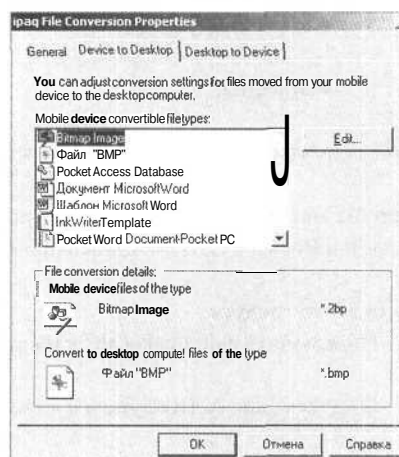 ipaq File Conversion Properties
General Device to Desktop Desktop to Device
You can adjust conversion settings for files moved from your mobile
device to the desktop computer.
Mobile device convertible file types:
Bitmap Image
Edit...
Файл "BMP"
Pocket Access Database
Документ Microsoft Word
Шаблон Microsoft Word
InkWriter Template
Pocket Word Document-Pocket PC
File conversion details:
Mobile device files of the type
Bitmap Image *.2bp
Convert to desktop compute! files of the type
Файл "BMP" *.bmp
OK Отмена Справка